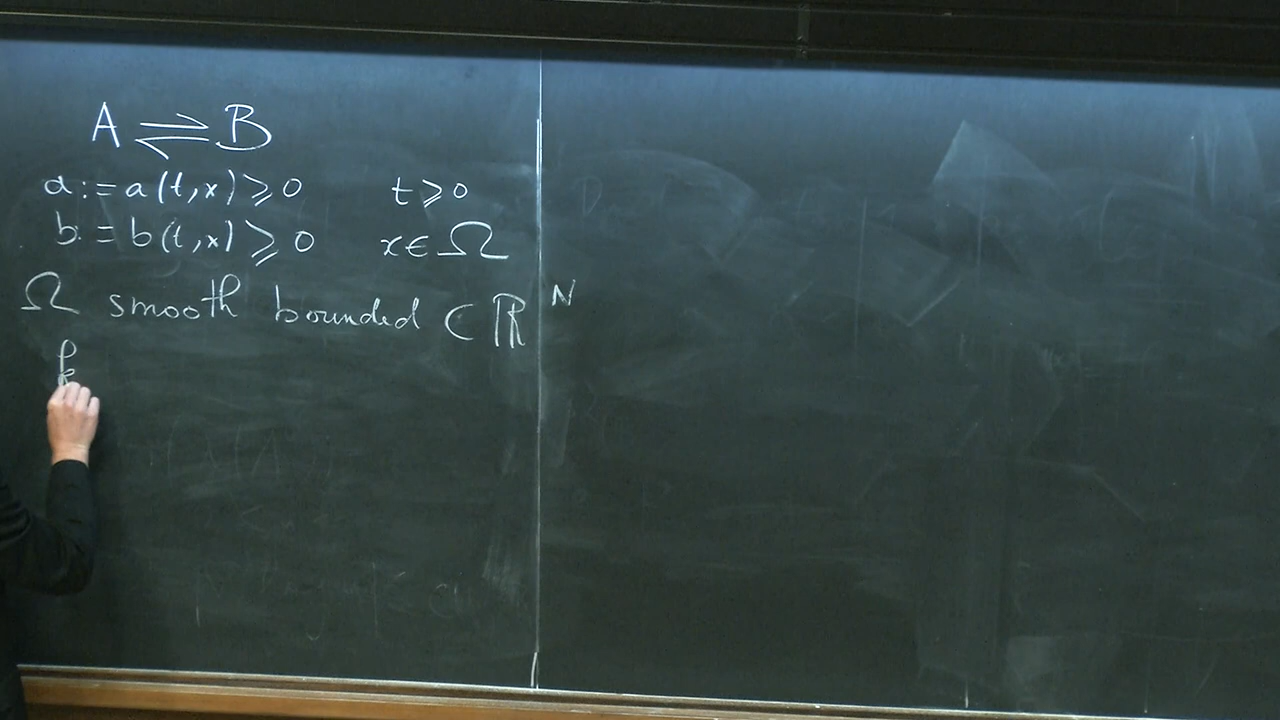 A ⇌ B
a := a(t,x) ⩾ 0 t ⩾ 0
b := b(t,x) ⩾ 0 x ∈ Ω
Ω smooth bounded ⊂ ℝ^N